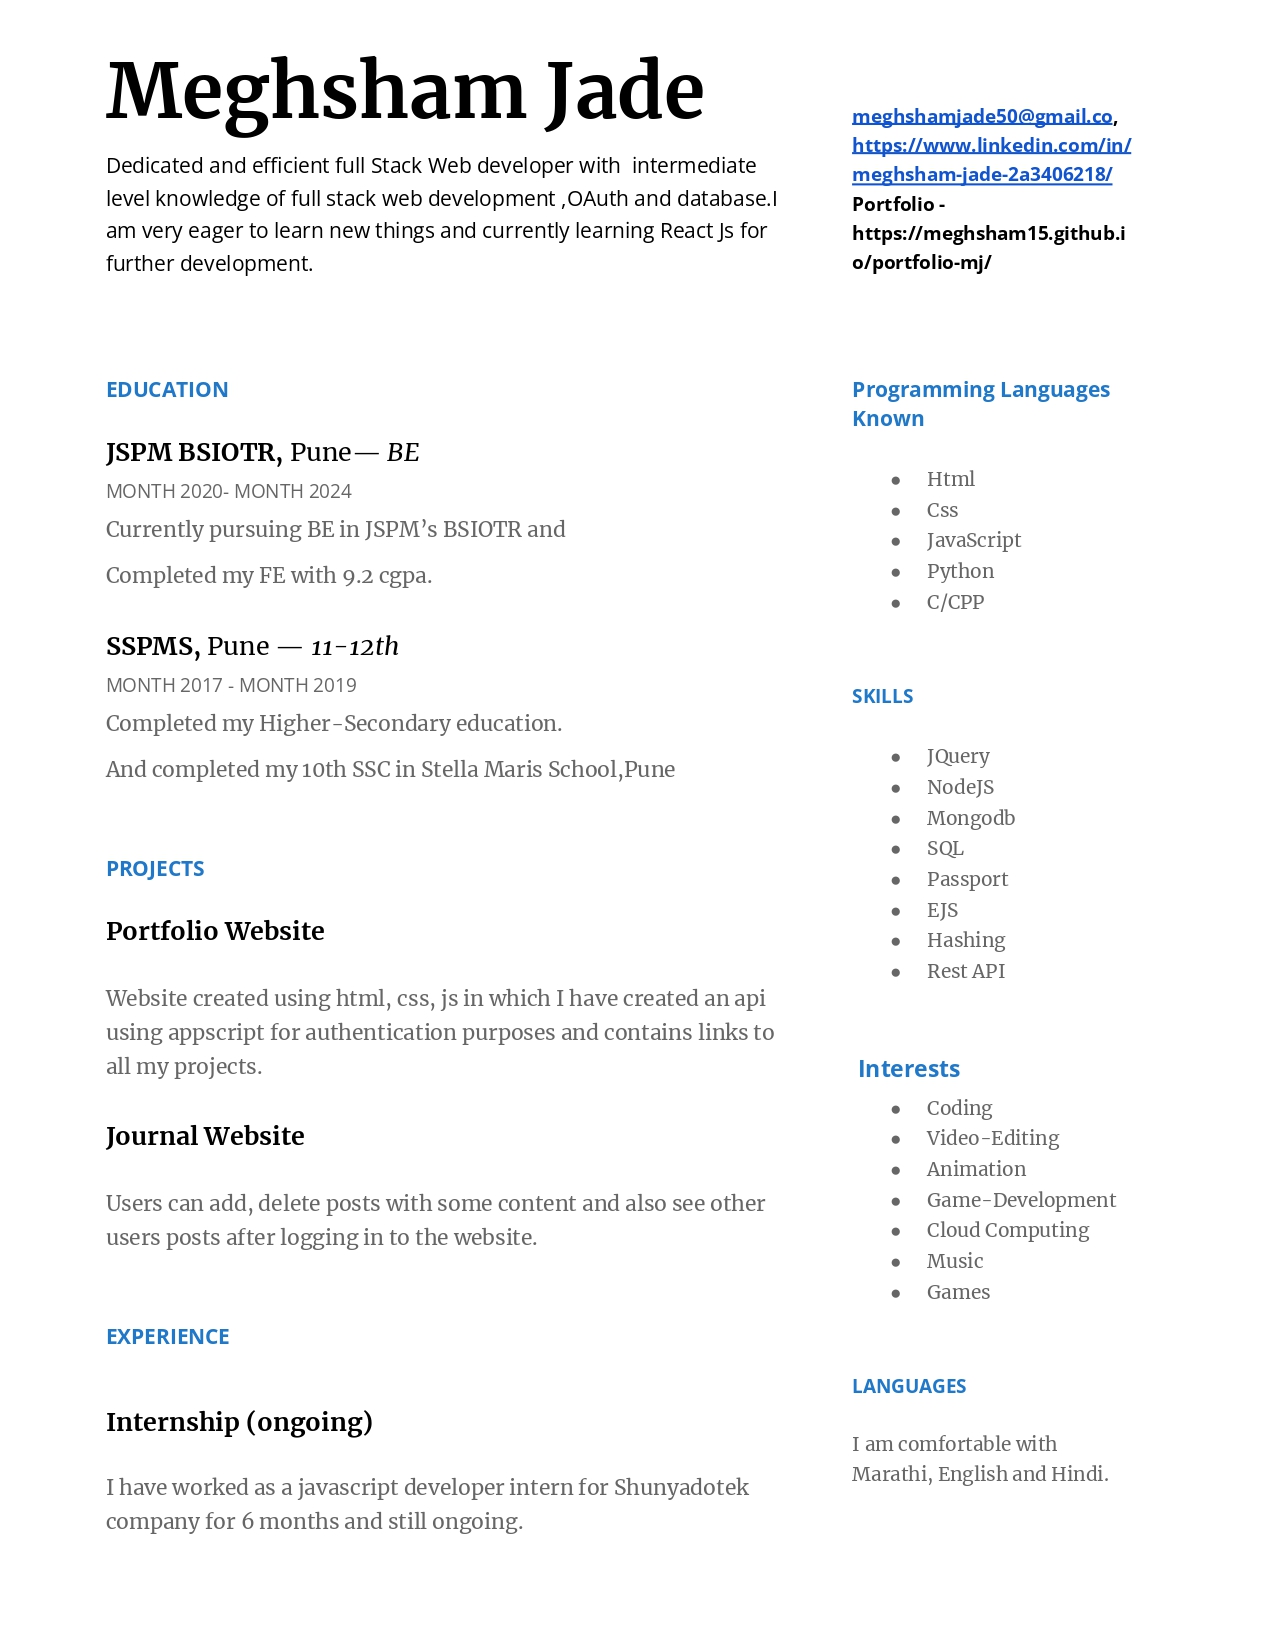 Meghsham Jade
Dedicated and efficient full Stack Web developer with  intermediate
level knowledge of full stack web development ,OAuth and database.I
am very eager to learn new things and currently learning React Js for
further development.
meghshamjade50@gmail.co,
https://www.linkedin.com/in/
meghsham-jade-2a3406218/
Portfolio -
https://meghsham15.github.i
o/portfolio-mj/
EDUCATION
JSPM BSIOTR, Pune— BE
MONTH 2020- MONTH 2024
Currently pursuing BE in JSPM’s BSIOTR and
Completed my FE with 9.2 cgpa.
SSPMS, Pune — 11-12th
MONTH 2017 - MONTH 2019
Completed my Higher-Secondary education.
And completed my 10th SSC in Stella Maris School,Pune
PROJECTS
Portfolio Website
Website created using html, css, js in which I have created an api
using appscript for authentication purposes and contains links to
all my projects.
Journal Website
Users can add, delete posts with some content and also see other
users posts after logging in to the website.
EXPERIENCE
Internship (ongoing)
I have worked as a javascript developer intern for Shunyadotek
company for 6 months and still ongoing.
Programming Languages
Known
● Html
● Css
● JavaScript
● Python
● C/CPP
SKILLS
● JQuery
● NodeJS
● Mongodb
● SQL
● Passport
● EJS
● Hashing
● Rest API
Interests
● Coding
● Video-Editing
● Animation
● Game-Development
● Cloud Computing
● Music
● Games
LANGUAGES
I am comfortable with
Marathi, English and Hindi.